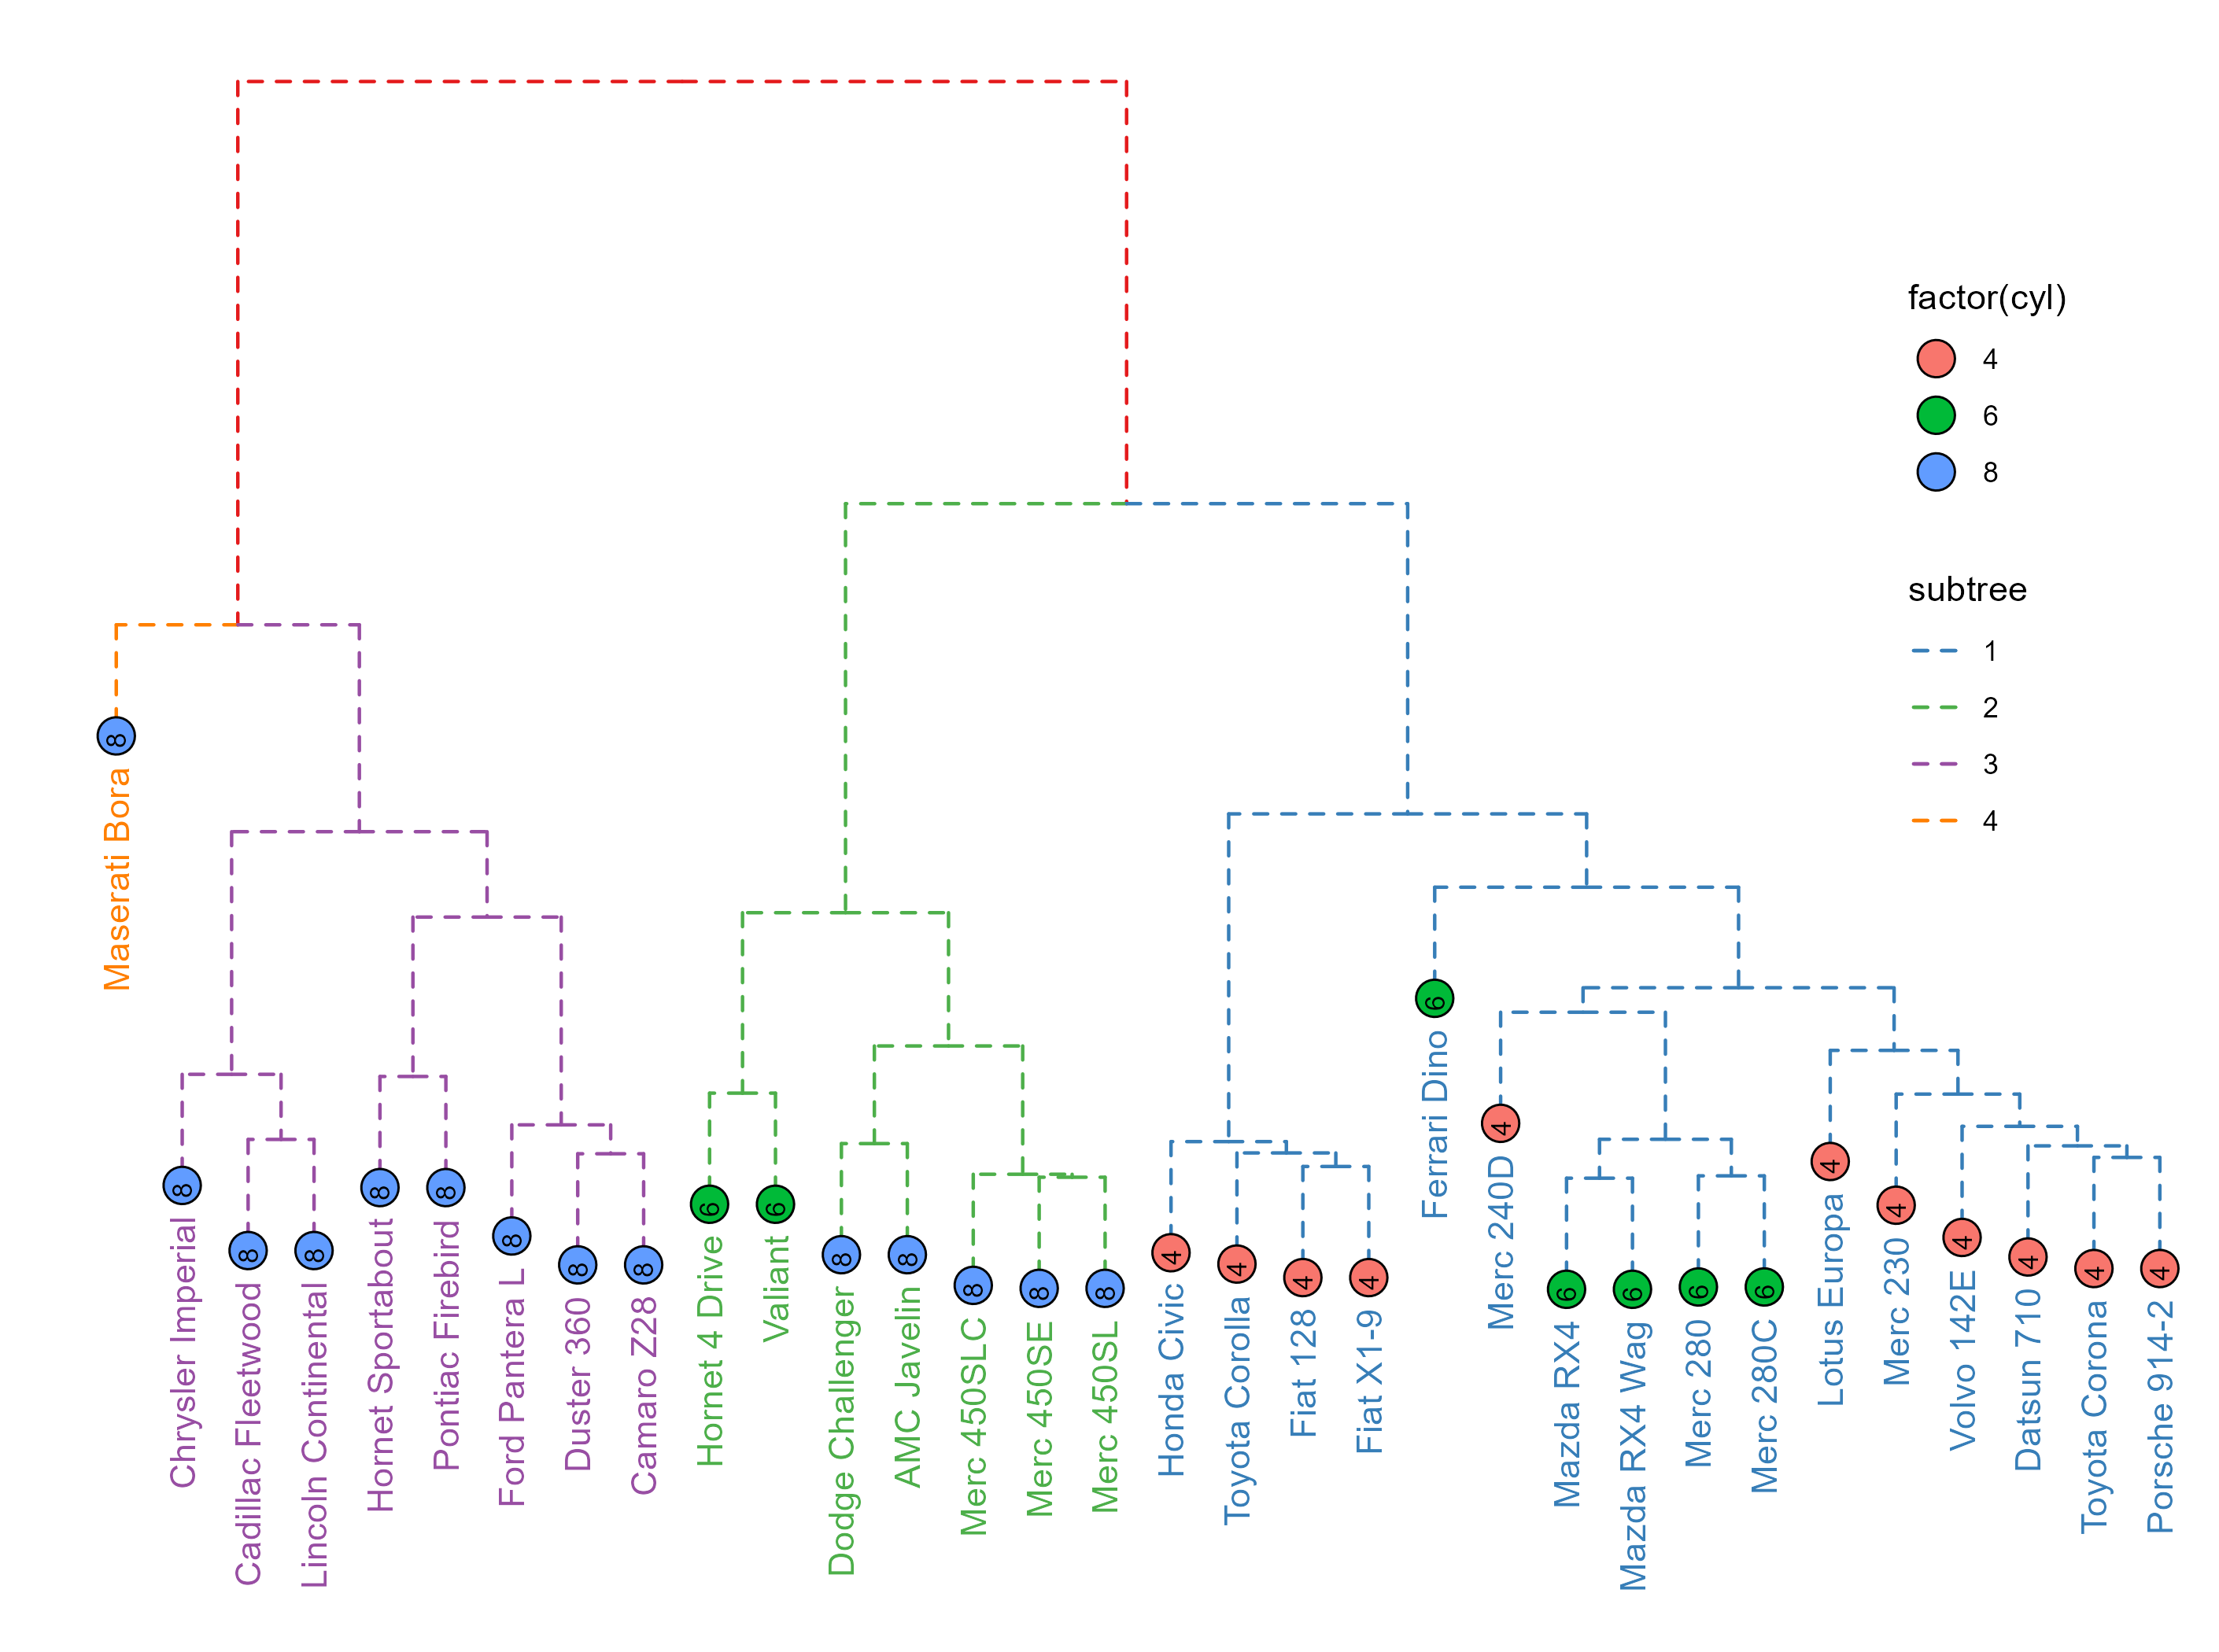 factor(cyl)
4
6
8
subtree
1
2
3
4
8
Maserati Bora
8
Chrysler Imperial
8
Cadillac Fleetwood
8
Lincoln Continental
8
Hornet Sportabout
8
Pontiac Firebird
8
Ford Pantera L
8
Duster 360
8
Camaro Z28
6
Hornet 4 Drive
6
Valiant
8
Dodge Challenger
8
AMC Javelin
8
Merc 450SLC
8
Merc 450SE
8
Merc 450SL
4
Honda Civic
4
Toyota Corolla
4
Fiat 128
4
Fiat X1-9
6
Ferrari Dino
4
Merc 240D
6
Mazda RX4
6
Mazda RX4 Wag
6
Merc 280
6
Merc 280C
4
Lotus Europa
4
Merc 230
4
Volvo 142E
4
Datsun 710
4
Toyota Corona
4
Porsche 914-2